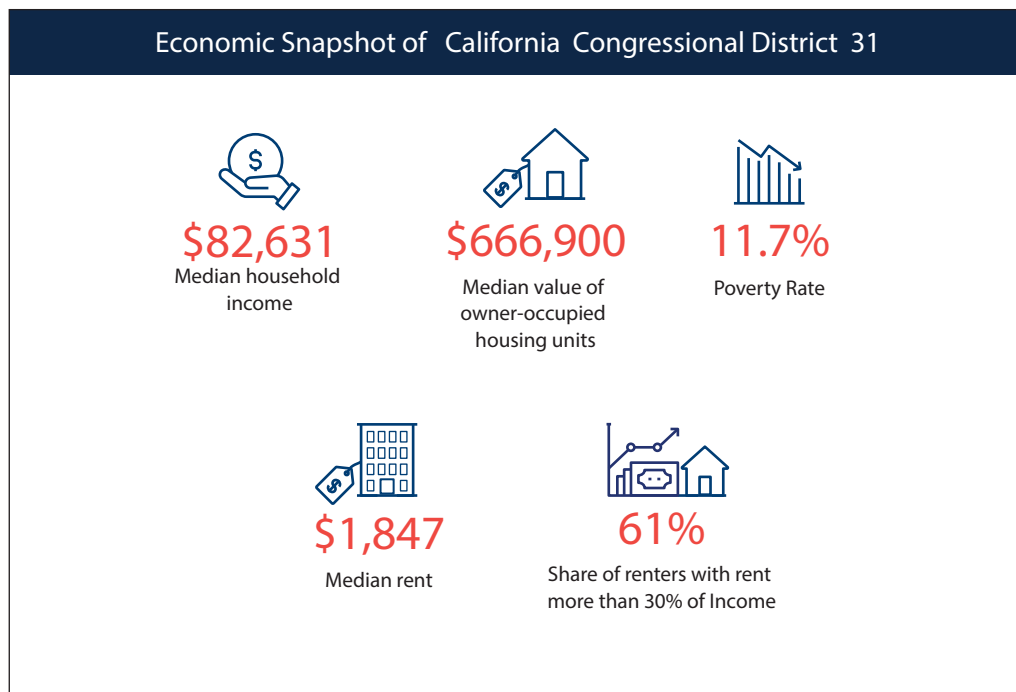 Economic Snapshot of California Congressional District 31
$
$82,631
Median household
income
$
$666,900
Median value of
owner-occupied
housing units
11.7%
Poverty Rate
$
$1,847
Median rent
61%
Share of renters with rent
more than 30% of Income